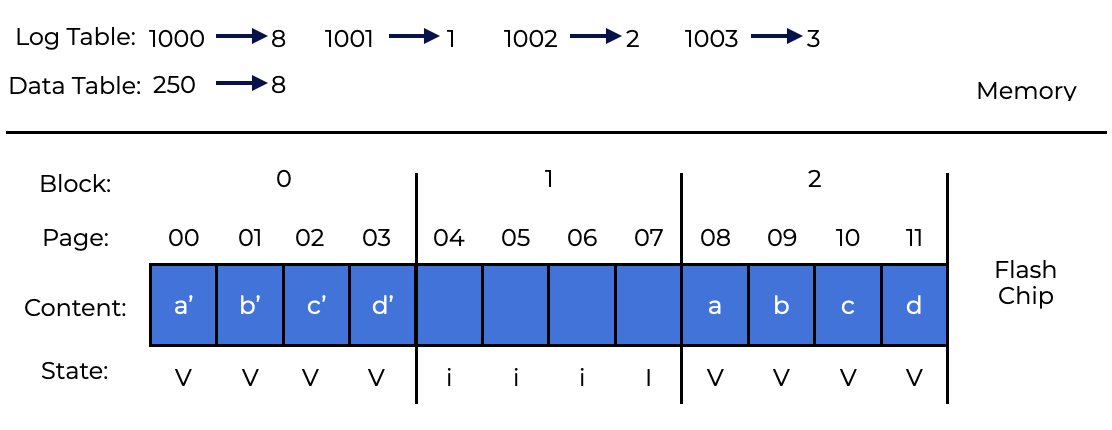 Log Table: 1000 → 8 1001 → 1 1002 → 2 1003 → 3
Data Table: 250 → 8
Memory
Block: 0 1 2
Page: 00 01 02 03 04 05 06 07 08 09 10 11
Content: a’ b’ c’ d’ a b c d
State: V V V V i i i I V V V V
Flash
Chip